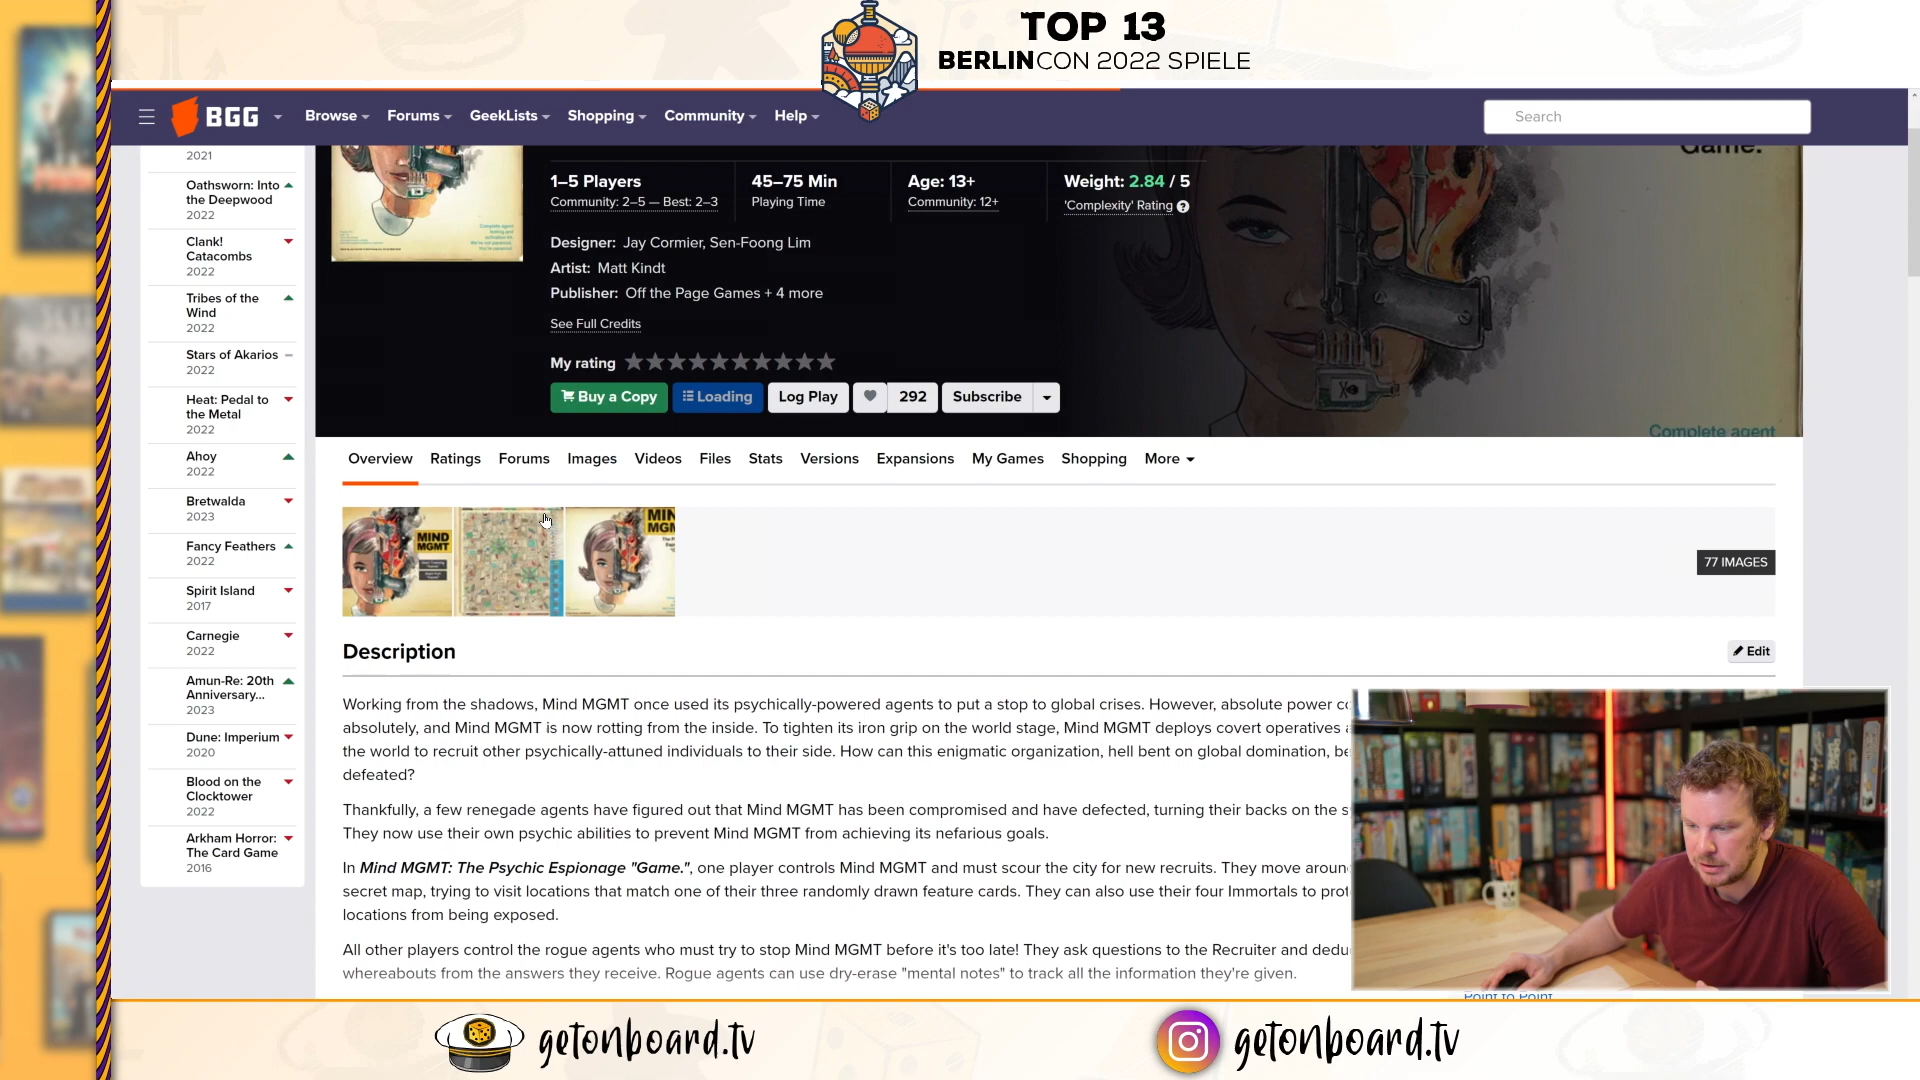 TOP 13
BERLINCON 2022 SPIELE
BGG
Browse
Forums
GeekLists
Shopping
Community
Help
Search
2021
Oathsworn: Into
the Deepwood
2022
Clank!
Catacombs
2022
Tribes of the
Wind
2022
Stars of Akarios
2022
Heat: Pedal to
the Metal
2022
Ahoy
2022
Bretwalda
2023
Fancy Feathers
2022
Spirit Island
2017
Carnegie
2022
Amun-Re: 20th
Anniversary...
2023
Dune: Imperium
2020
Blood on the
Clocktower
2022
Arkham Horror:
The Card Game
2016
Game.
1–5 Players
Community: 2–5 — Best: 2–3
45–75 Min
Playing Time
Age: 13+
Community: 12+
Weight: 2.84 / 5
'Complexity' Rating
Designer: Jay Cormier, Sen-Foong Lim
Artist: Matt Kindt
Publisher: Off the Page Games + 4 more
See Full Credits
My rating
Buy a Copy
Loading
Log Play
292
Subscribe
Complete agent
Overview
Ratings
Forums
Images
Videos
Files
Stats
Versions
Expansions
My Games
Shopping
More
MIND
MGMT
77 IMAGES
Description
Edit
Working from the shadows, Mind MGMT once used its psychically-powered agents to put a stop to global crises. However, absolute power
absolutely, and Mind MGMT is now rotting from the inside. To tighten its iron grip on the world stage, Mind MGMT deploys covert operatives
the world to recruit other psychically-attuned individuals to their side. How can this enigmatic organization, hell bent on global domination,
defeated?
Thankfully, a few renegade agents have figured out that Mind MGMT has been compromised and have defected, turning their backs on the
They now use their own psychic abilities to prevent Mind MGMT from achieving its nefarious goals.
In Mind MGMT: The Psychic Espionage "Game.", one player controls Mind MGMT and must scour the city for new recruits. They move
secret map, trying to visit locations that match one of their three randomly drawn feature cards. They can also use their four Immortals to
locations from being exposed.
All other players control the rogue agents who must try to stop Mind MGMT before it's too late! They ask questions to the Recruiter and
whereabouts from the answers they receive. Rogue agents can use dry-erase "mental notes" to track all the information they're given.
Point to Point
getonboard.tv
getonboard.tv